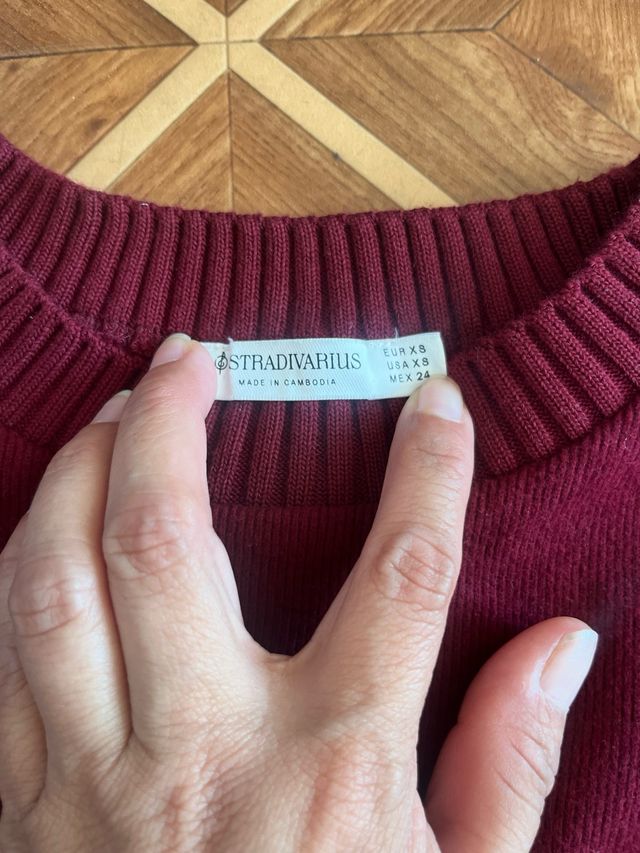 STRADIVARIUS
MADE IN CAMBODIA
EUR XS
USA XS
MEX 24